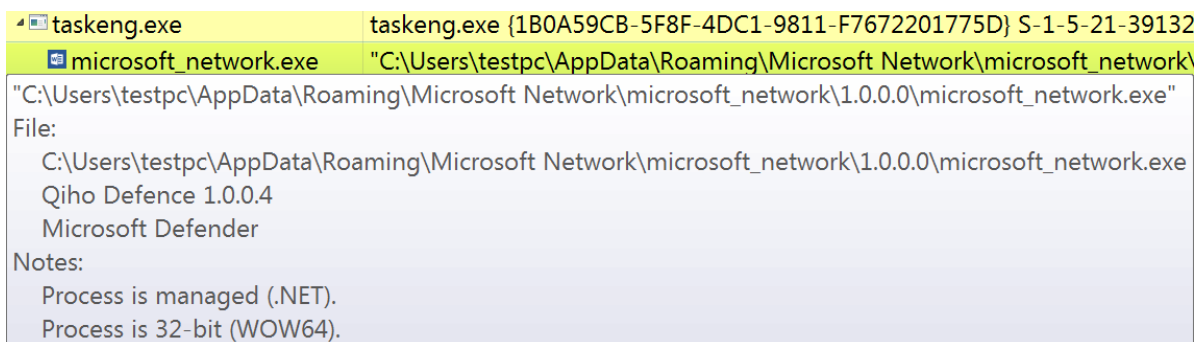 taskeng.exe taskeng.exe {1B0A59CB-5F8F-4DC1-9811-F7672201775D} S-1-5-21-39132
microsoft_network.exe "C:\Users\testpc\AppData\Roaming\Microsoft Network\microsoft_network\
"C:\Users\testpc\AppData\Roaming\Microsoft Network\microsoft_network\1.0.0.0\microsoft_network.exe"
File:
C:\Users\testpc\AppData\Roaming\Microsoft Network\microsoft_network\1.0.0.0\microsoft_network.exe
Qiho Defence 1.0.0.4
Microsoft Defender
Notes:
Process is managed (.NET).
Process is 32-bit (WOW64).